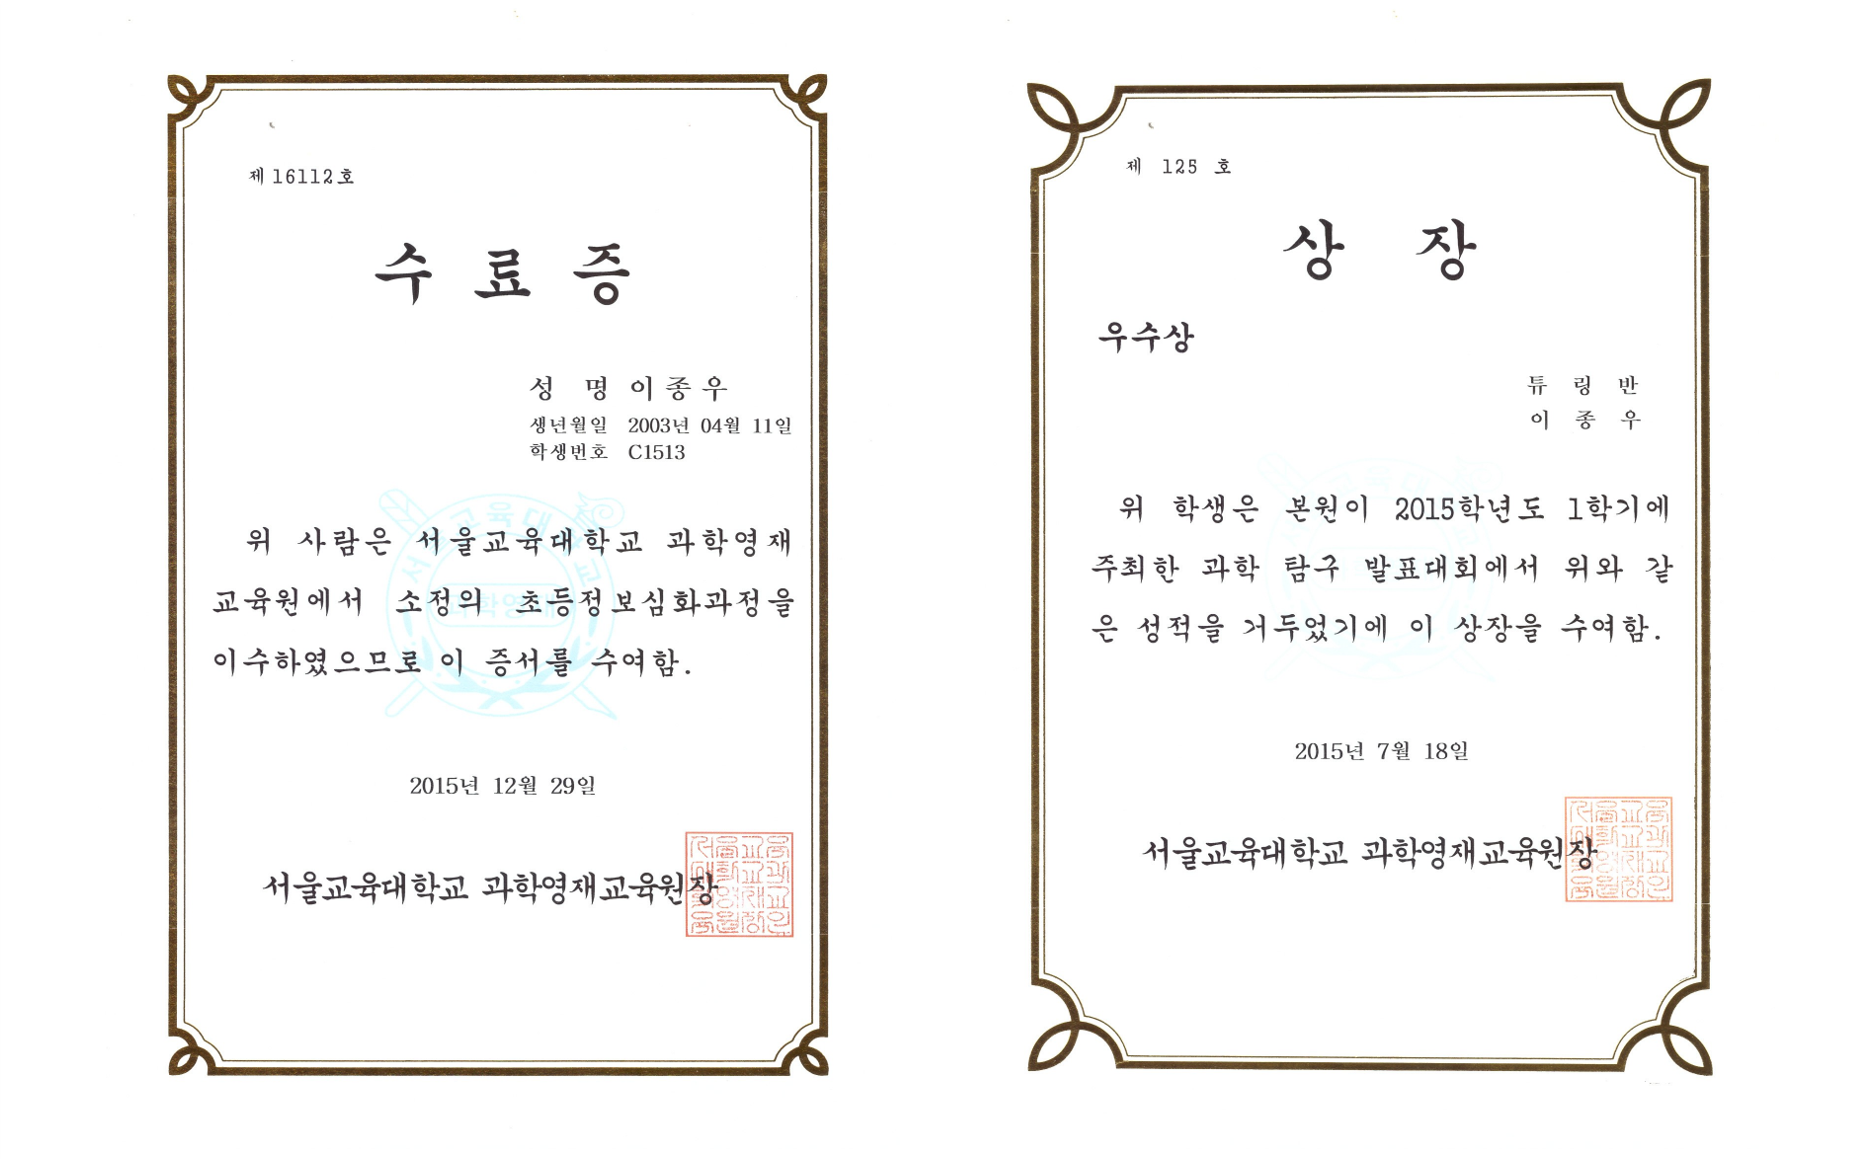 제 16112 호
수 료 증
성 명 이 종 우
생년월일 2003년 04월 11일
학생번호 C1513
위 사람은 서울교육대학교 과학영재
교육원에서 소정의 초등정보심화과정을
이수하였으므로 이 증서를 수여함.
2015년 12월 29일
서울교육대학교 과학영재교육원장
제 125 호
상 장
우수상
튜 링 반
이 종 우
위 학생은 본원이 2015학년도 1학기에
주최한 과학 탐구 발표대회에서 위와 같
은 성적을 거두었기에 이 상장을 수여함.
2015년 7월 18일
서울교육대학교 과학영재교육원장